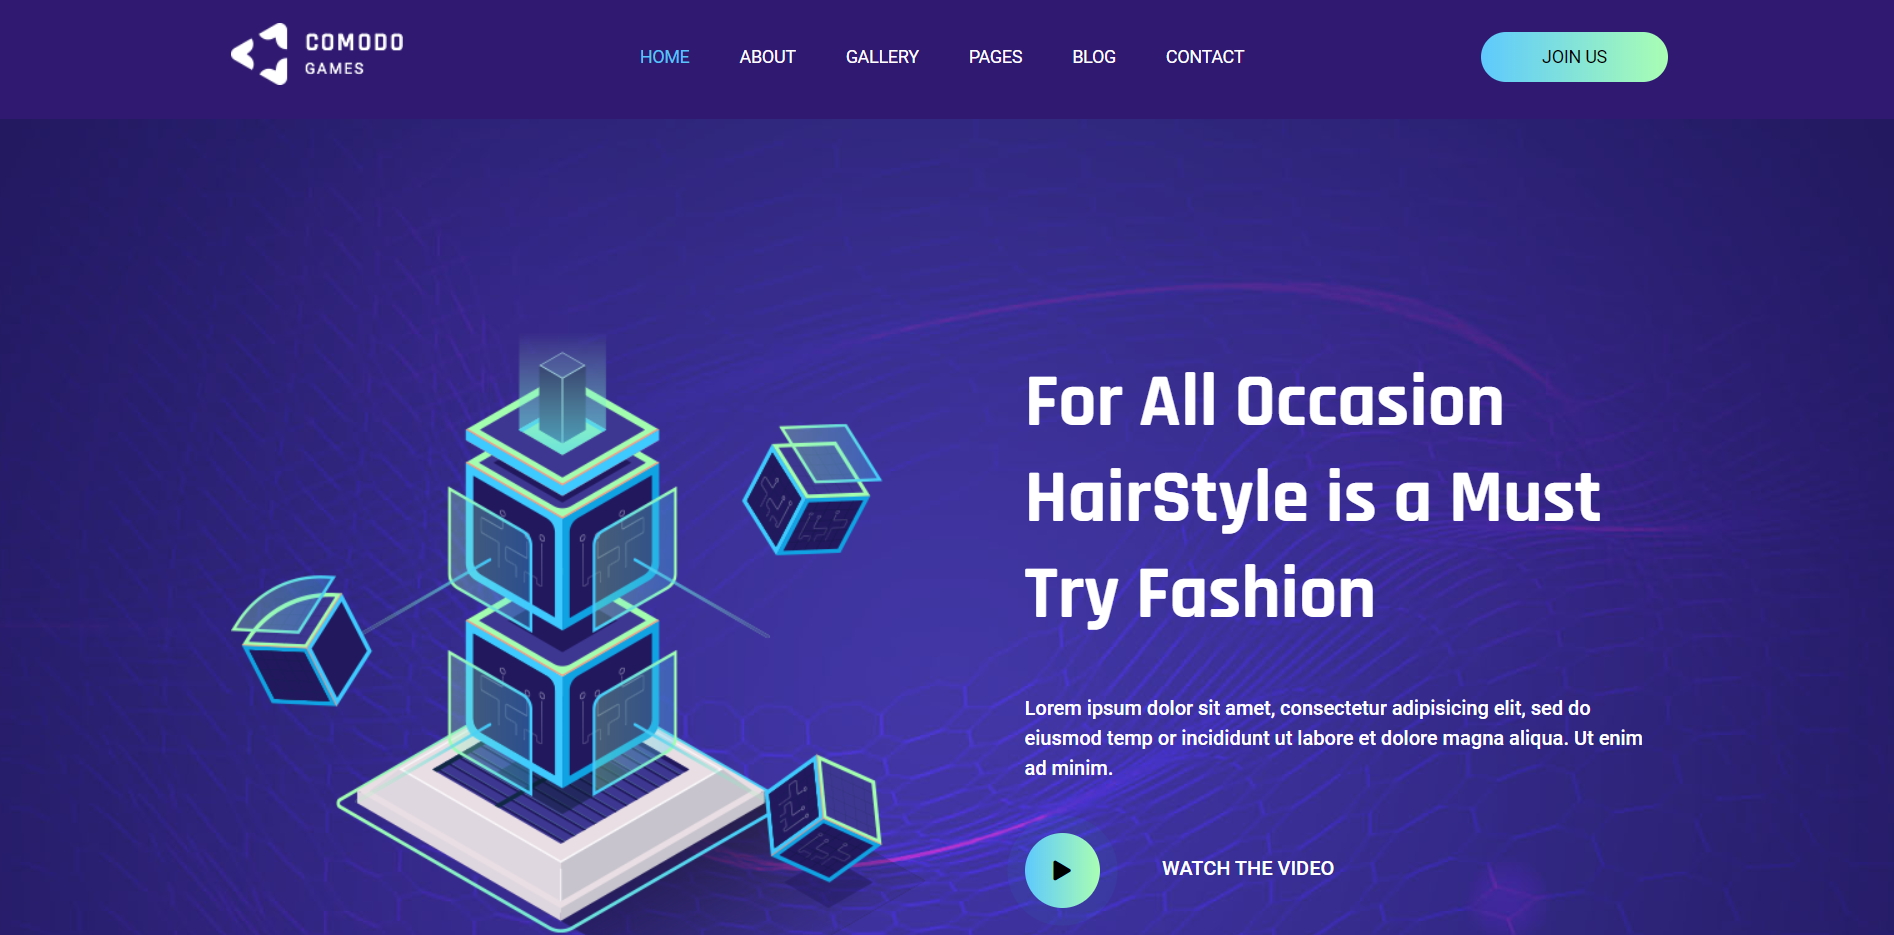 COMODO
GAMES
HOME ABOUT GALLERY PAGES BLOG CONTACT
JOIN US
For All Occasion
HairStyle is a Must
Try Fashion
Lorem ipsum dolor sit amet, consectetur adipisicing elit, sed do
eiusmod temp or incididunt ut labore et dolore magna aliqua. Ut enim
ad minim.
WATCH THE VIDEO